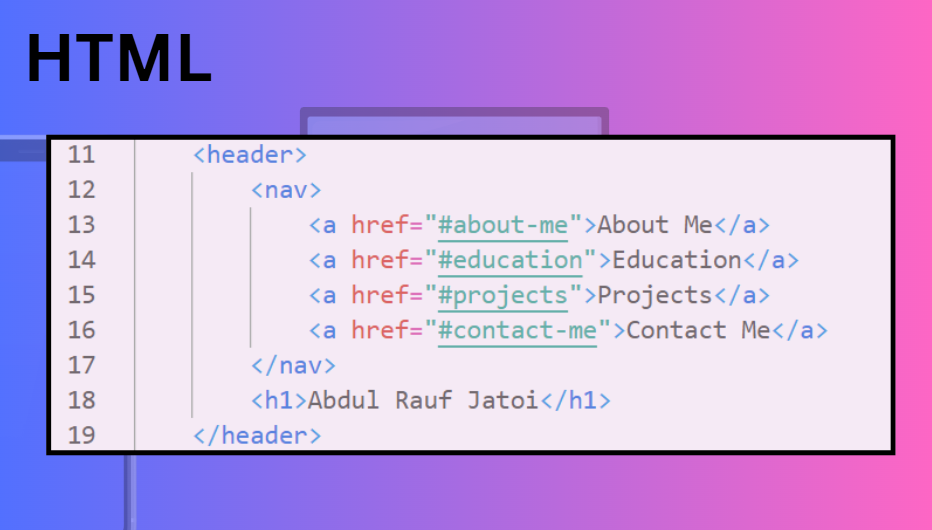 HTML
11 <header>
12 <nav>
13 <a href="#about-me">About Me</a>
14 <a href="#education">Education</a>
15 <a href="#projects">Projects</a>
16 <a href="#contact-me">Contact Me</a>
17 </nav>
18 <h1>Abdul Rauf Jatoi</h1>
19 </header>